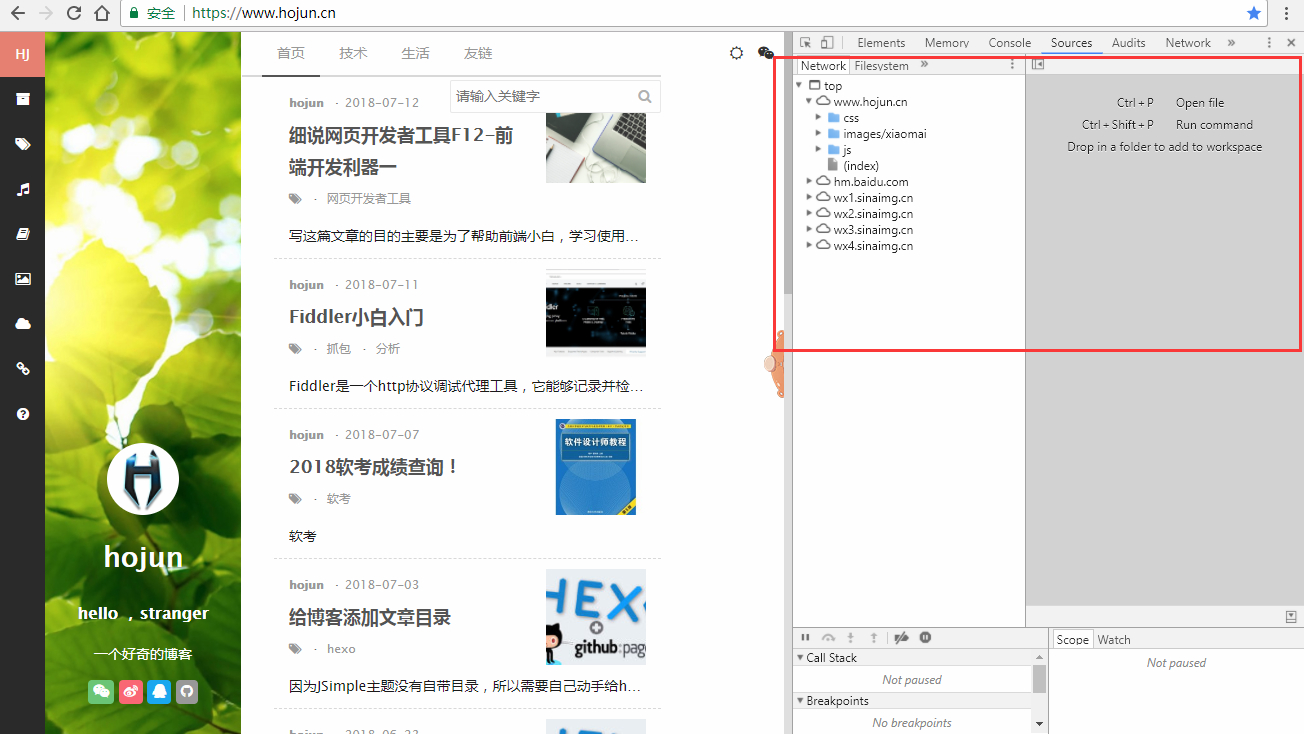 安全 https://www.hojun.cn
HJ
首页 技术 生活 友链
请输入关键字
hojun · 2018-07-12
细说网页开发者工具F12-前
端开发利器一
· 网页开发者工具
写这篇文章的目的主要是为了帮助前端小白，学习使用…
hojun · 2018-07-11
Fiddler小白入门
· 抓包 · 分析
Fiddler是一个http协议调试代理工具，它能够记录并检…
hojun · 2018-07-07
2018软考成绩查询！
· 软考
软考
软件设计师教程
hojun · 2018-07-03
给博客添加文章目录
· hexo
因为JSimple主题没有自带目录，所以需要自己动手给h…
HEX
github:page
hojun
hello ，stranger
一个好奇的博客
Elements Memory Console Sources Audits Network »
Network Filesystem »
top
www.hojun.cn
css
images/xiaomai
js
(index)
hm.baidu.com
wx1.sinaimg.cn
wx2.sinaimg.cn
wx3.sinaimg.cn
wx4.sinaimg.cn
Ctrl + P Open file
Ctrl + Shift + P Run command
Drop in a folder to add to workspace
Call Stack
Not paused
Breakpoints
No breakpoints
Scope Watch
Not paused